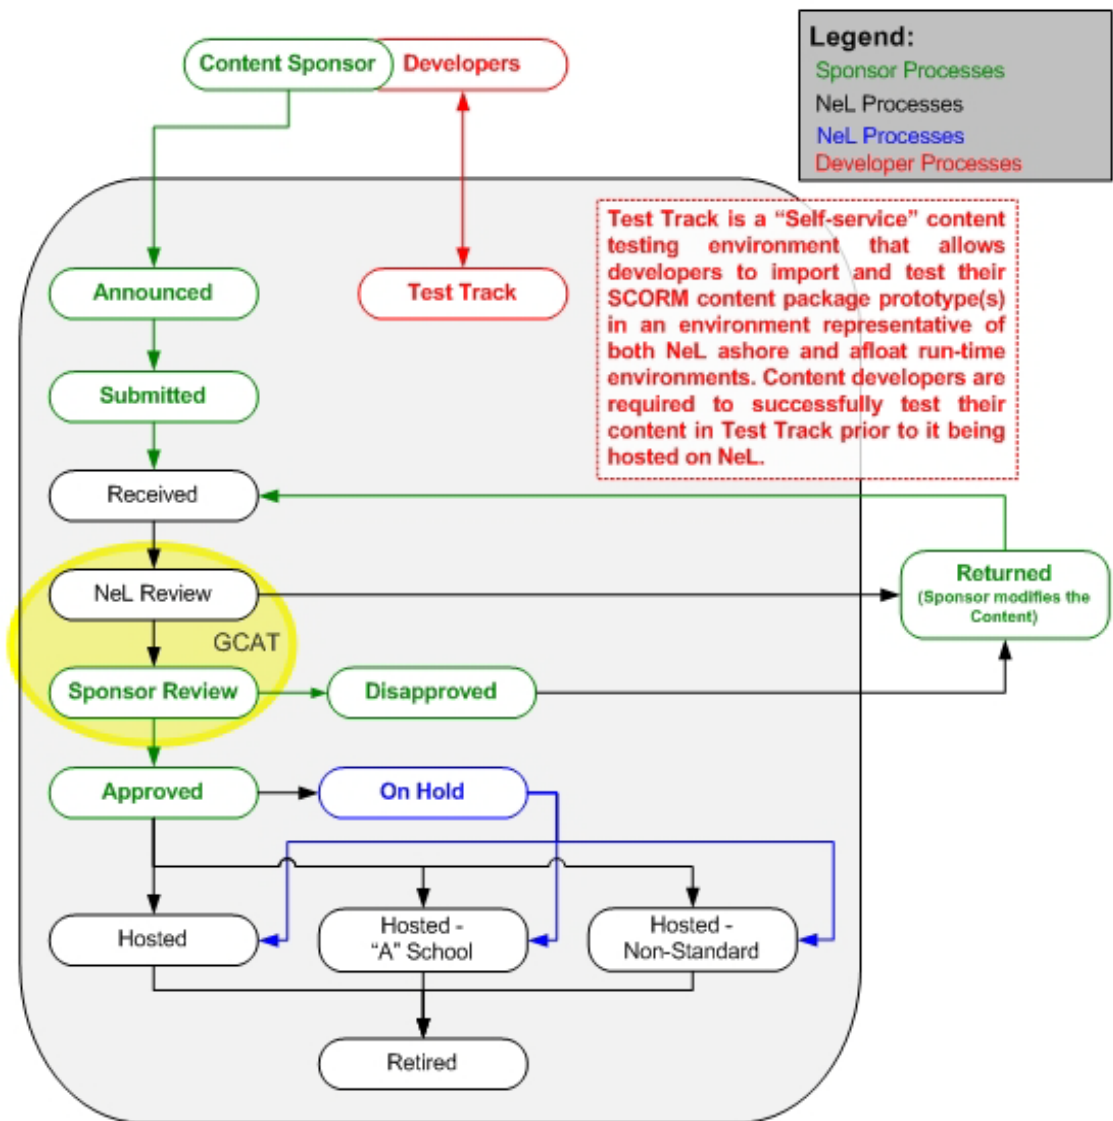 Content Sponsor
Developers
Legend:
Sponsor Processes
NeL Processes
NeL Processes
Developer Processes
Test Track is a “Self-service” content
testing environment that allows
developers to import and test their
SCORM content package prototype(s)
in an environment representative of
both NeL ashore and afloat run-time
environments. Content developers are
required to successfully test their
content in Test Track prior to it being
hosted on NeL.
Announced
Test Track
Submitted
Received
NeL Review
Returned
(Sponsor modifies the
Content)
GCAT
Sponsor Review
Disapproved
Approved
On Hold
Hosted
Hosted -
“A” School
Hosted -
Non-Standard
Retired